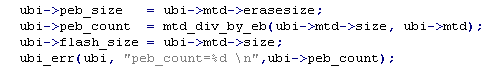 ubi->peb_size   = ubi->mtd->erasesize;
ubi->peb_count  = mtd_div_by_eb(ubi->mtd->size, ubi->mtd);
ubi->flash_size = ubi->mtd->size;
ubi_err(ubi, "peb_count=%d \n",ubi->peb_count);